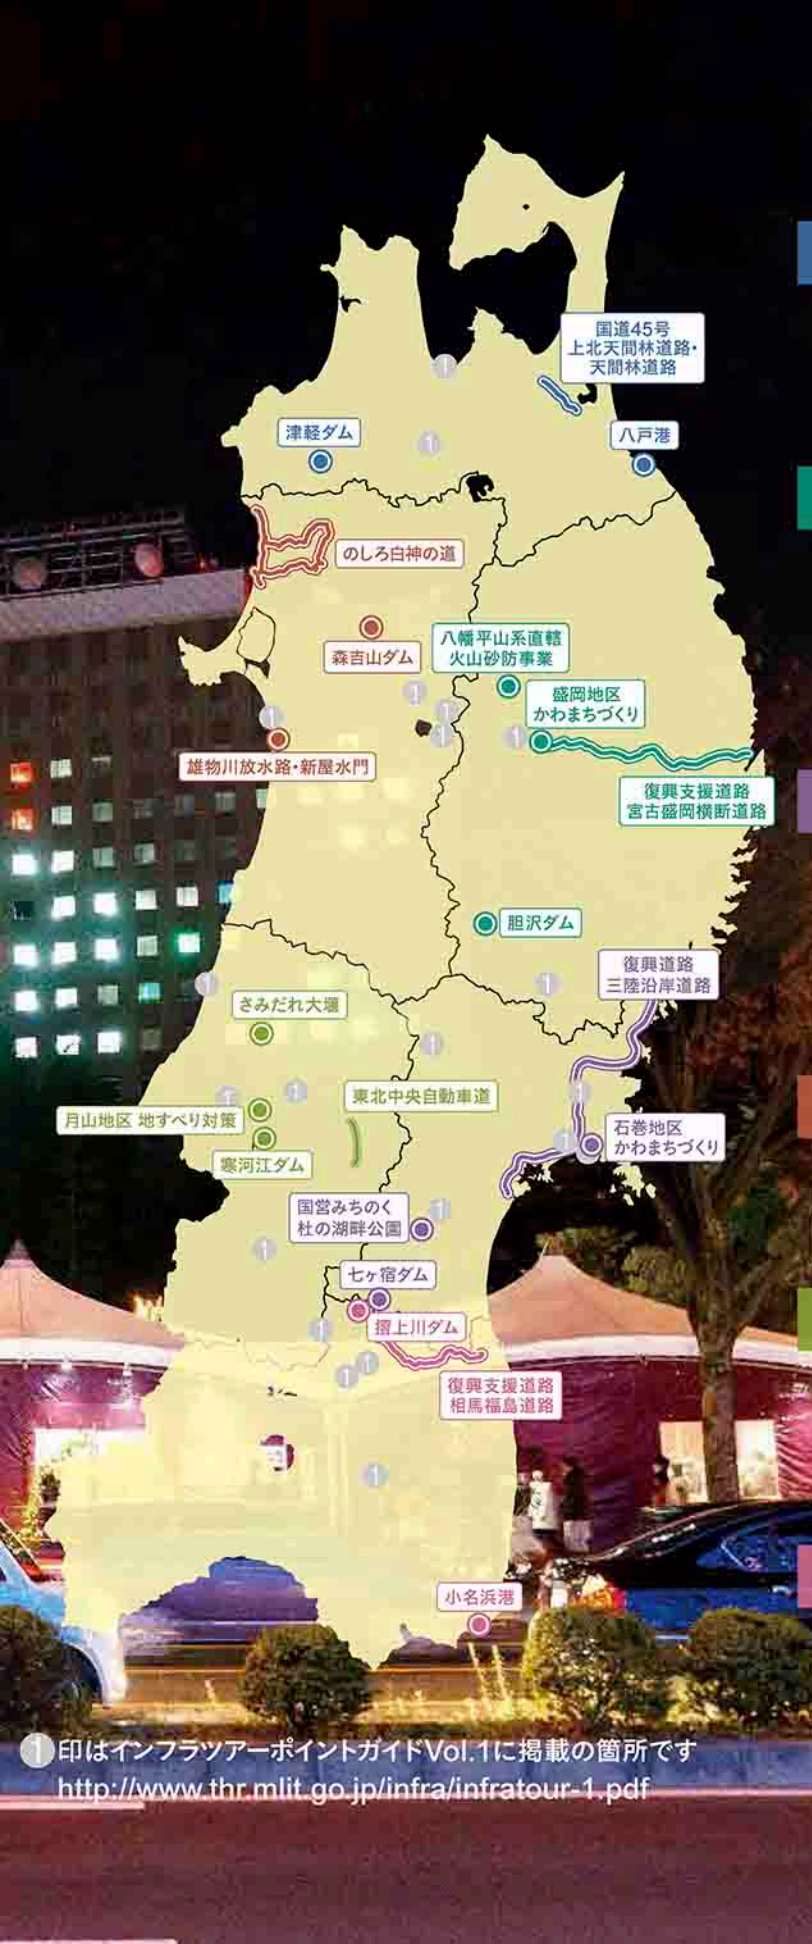 国道45号
上北天間林道路・
天間林道路
津軽ダム
八戸港
のしろ白神の道
森吉山ダム
八幡平山系直轄
火山砂防事業
盛岡地区
かわまちづくり
雄物川放水路・新屋水門
復興支援道路
宮古盛岡横断道路
胆沢ダム
復興道路
三陸沿岸道路
さみだれ大堰
東北中央自動車道
月山地区 地すべり対策
寒河江ダム
石巻地区
かわまちづくり
国営みちのく
杜の湖畔公園
七ヶ宿ダム
摺上川ダム
復興支援道路
相馬福島道路
小名浜港
1印はインフラツアーポイントガイドVol.1に掲載の箇所です
http://www.thr.mlit.go.jp/infra/infratour-1.pdf